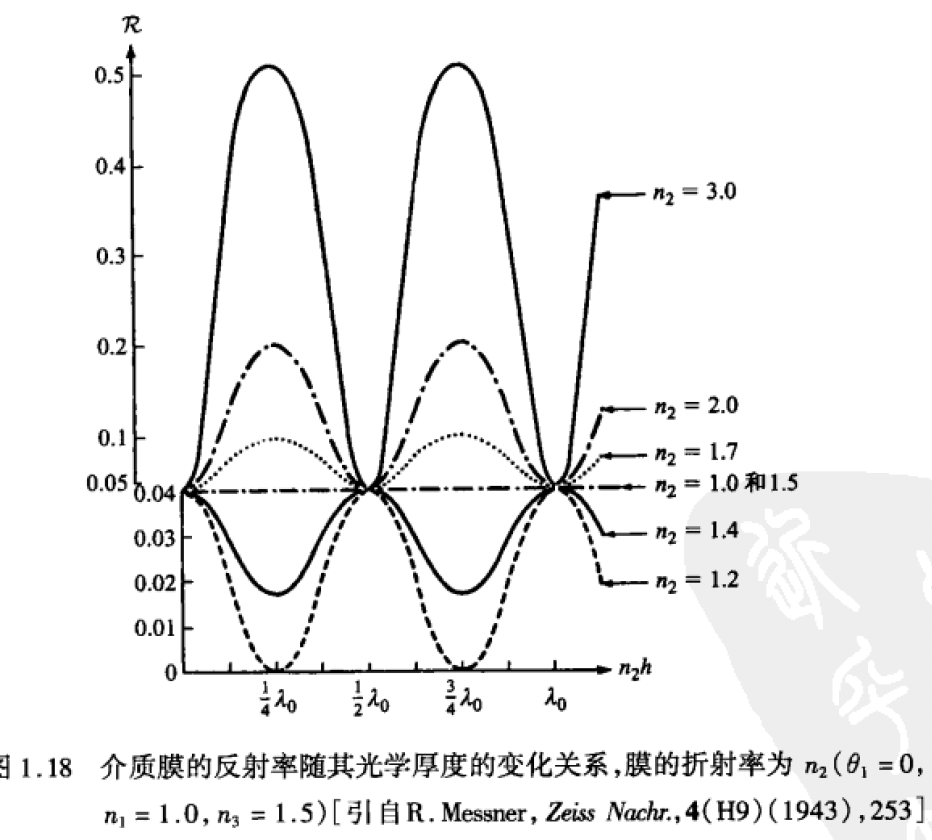 ℛ
0.5
0.4
n₂ = 3.0
0.3
0.2
n₂ = 2.0
0.1
n₂ = 1.7
0.05
0.04
n₂ = 1.0 和1.5
n₂ = 1.4
0.03
n₂ = 1.2
0.02
0.01
0
n₂h
1/4 λ₀ 1/2 λ₀ 3/4 λ₀ λ₀
图 1.18 介质膜的反射率随其光学厚度的变化关系,膜的折射率为 n₂(θ₁ = 0,
n₁ = 1.0, n₃ = 1.5)[引自R. Messner, Zeiss Nachr., 4(H9)(1943),253]